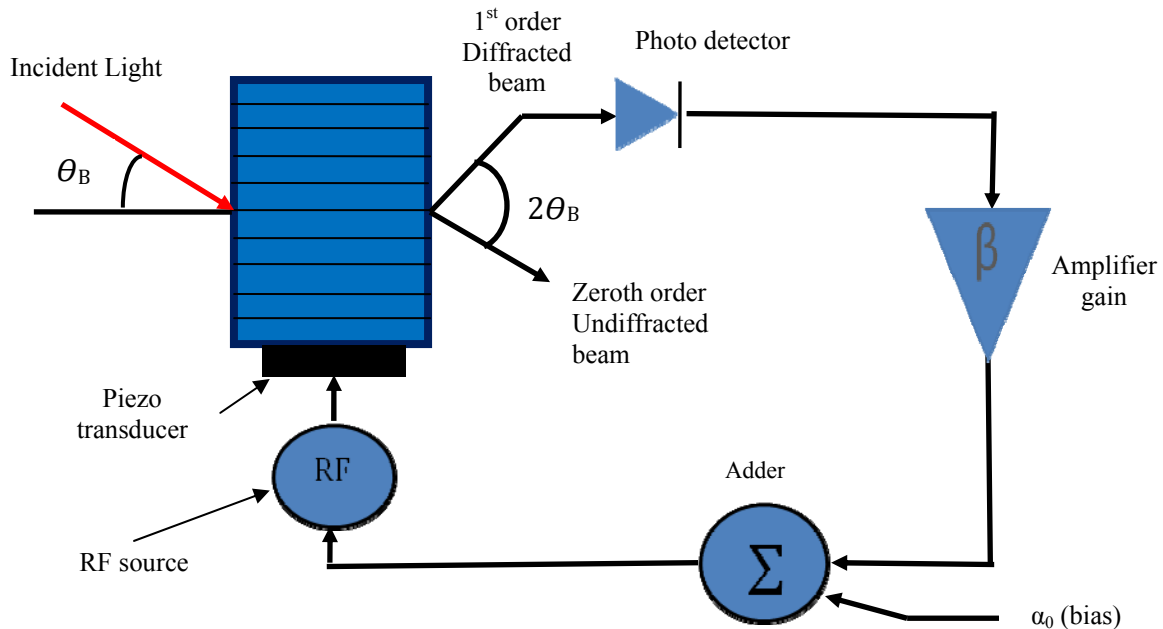 1st order
Diffracted
beam
Photo detector
Incident Light
θB
2θB
β
Amplifier
gain
Zeroth order
Undiffracted
beam
Piezo
transducer
RF
Adder
Σ
RF source
α0 (bias)